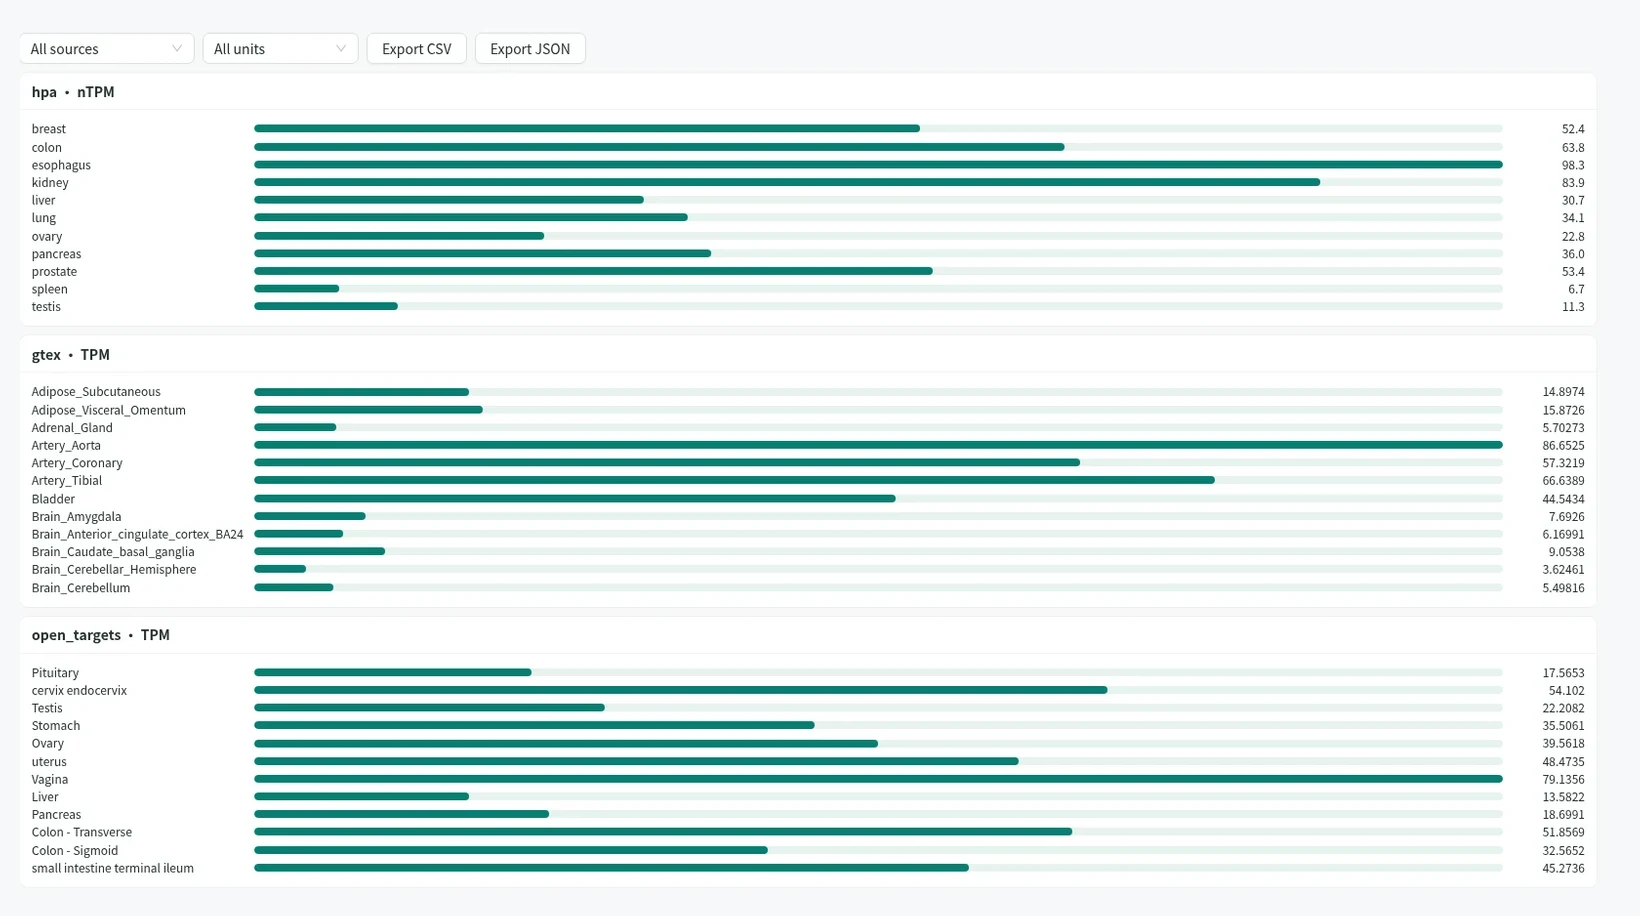 All sources All units Export CSV Export JSON
hpa • nTPM
breast 52.4
colon 63.8
esophagus 98.3
kidney 83.9
liver 30.7
lung 34.1
ovary 22.8
pancreas 36.0
prostate 53.4
spleen 6.7
testis 11.3
gtex • TPM
Adipose_Subcutaneous 14.8974
Adipose_Visceral_Omentum 15.8726
Adrenal_Gland 5.70273
Artery_Aorta 86.6525
Artery_Coronary 57.3219
Artery_Tibial 66.6389
Bladder 44.5434
Brain_Amygdala 7.6926
Brain_Anterior_cingulate_cortex_BA24 6.16991
Brain_Caudate_basal_ganglia 9.0538
Brain_Cerebellar_Hemisphere 3.62461
Brain_Cerebellum 5.49816
open_targets • TPM
Pituitary 17.5653
cervix endocervix 54.102
Testis 22.2082
Stomach 35.5061
Ovary 39.5618
uterus 48.4735
Vagina 79.1356
Liver 13.5822
Pancreas 18.6991
Colon - Transverse 51.8569
Colon - Sigmoid 32.5652
small intestine terminal ileum 45.2736